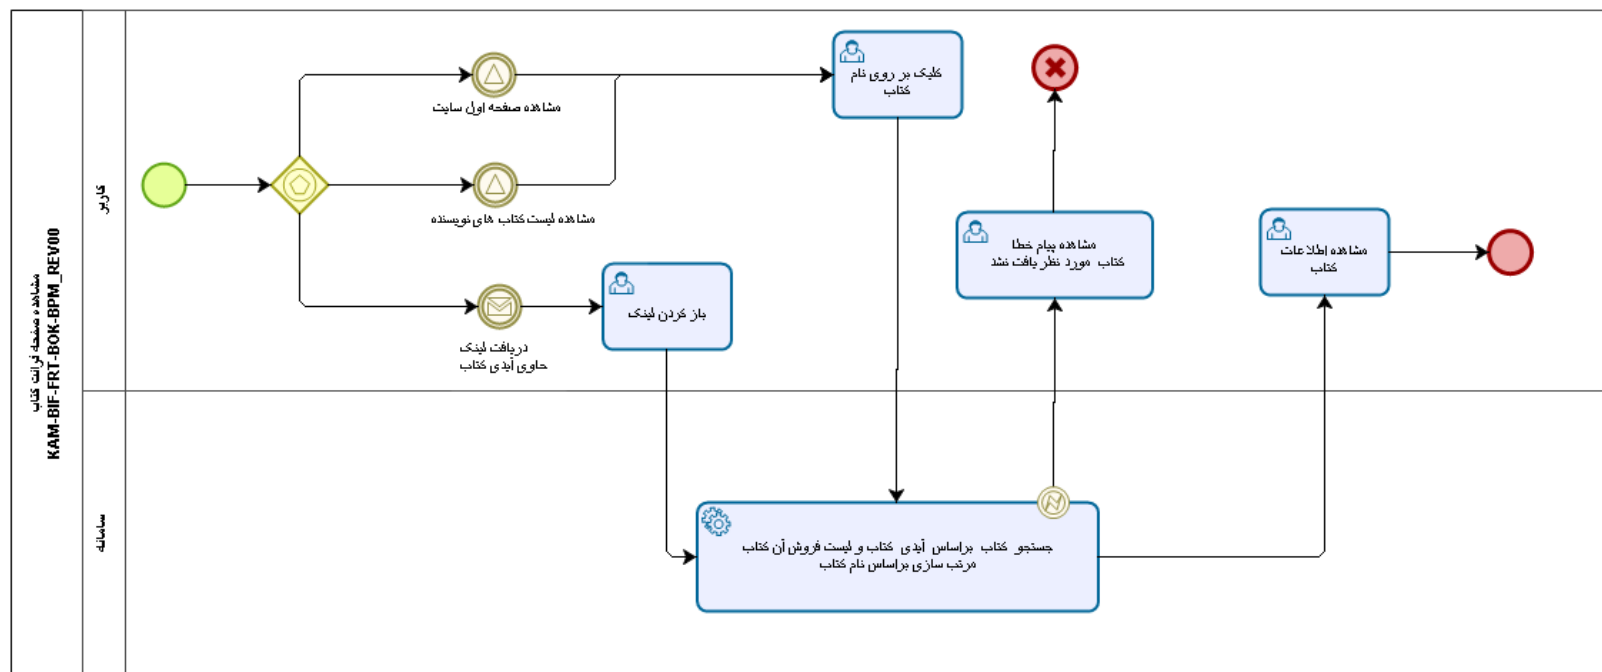 مشاهده صفحه فرانت کتاب
KAM-BIF-FRT-BOK-BPM_REV00
کاربر
مشاهده صفحه اول سایت
مشاهده لیست کتاب های نویسنده
دریافت لینک
حاوی آیدی کتاب
باز کردن لینک
کلیک بر روی نام
کتاب
مشاهده پیام خطا
کتاب مورد نظر یافت نشد
مشاهده اطلاعات
کتاب
سامانه
جستجو کتاب براساس آیدی کتاب و لیست فروش آن کتاب
مرتب سازی براساس نام کتاب